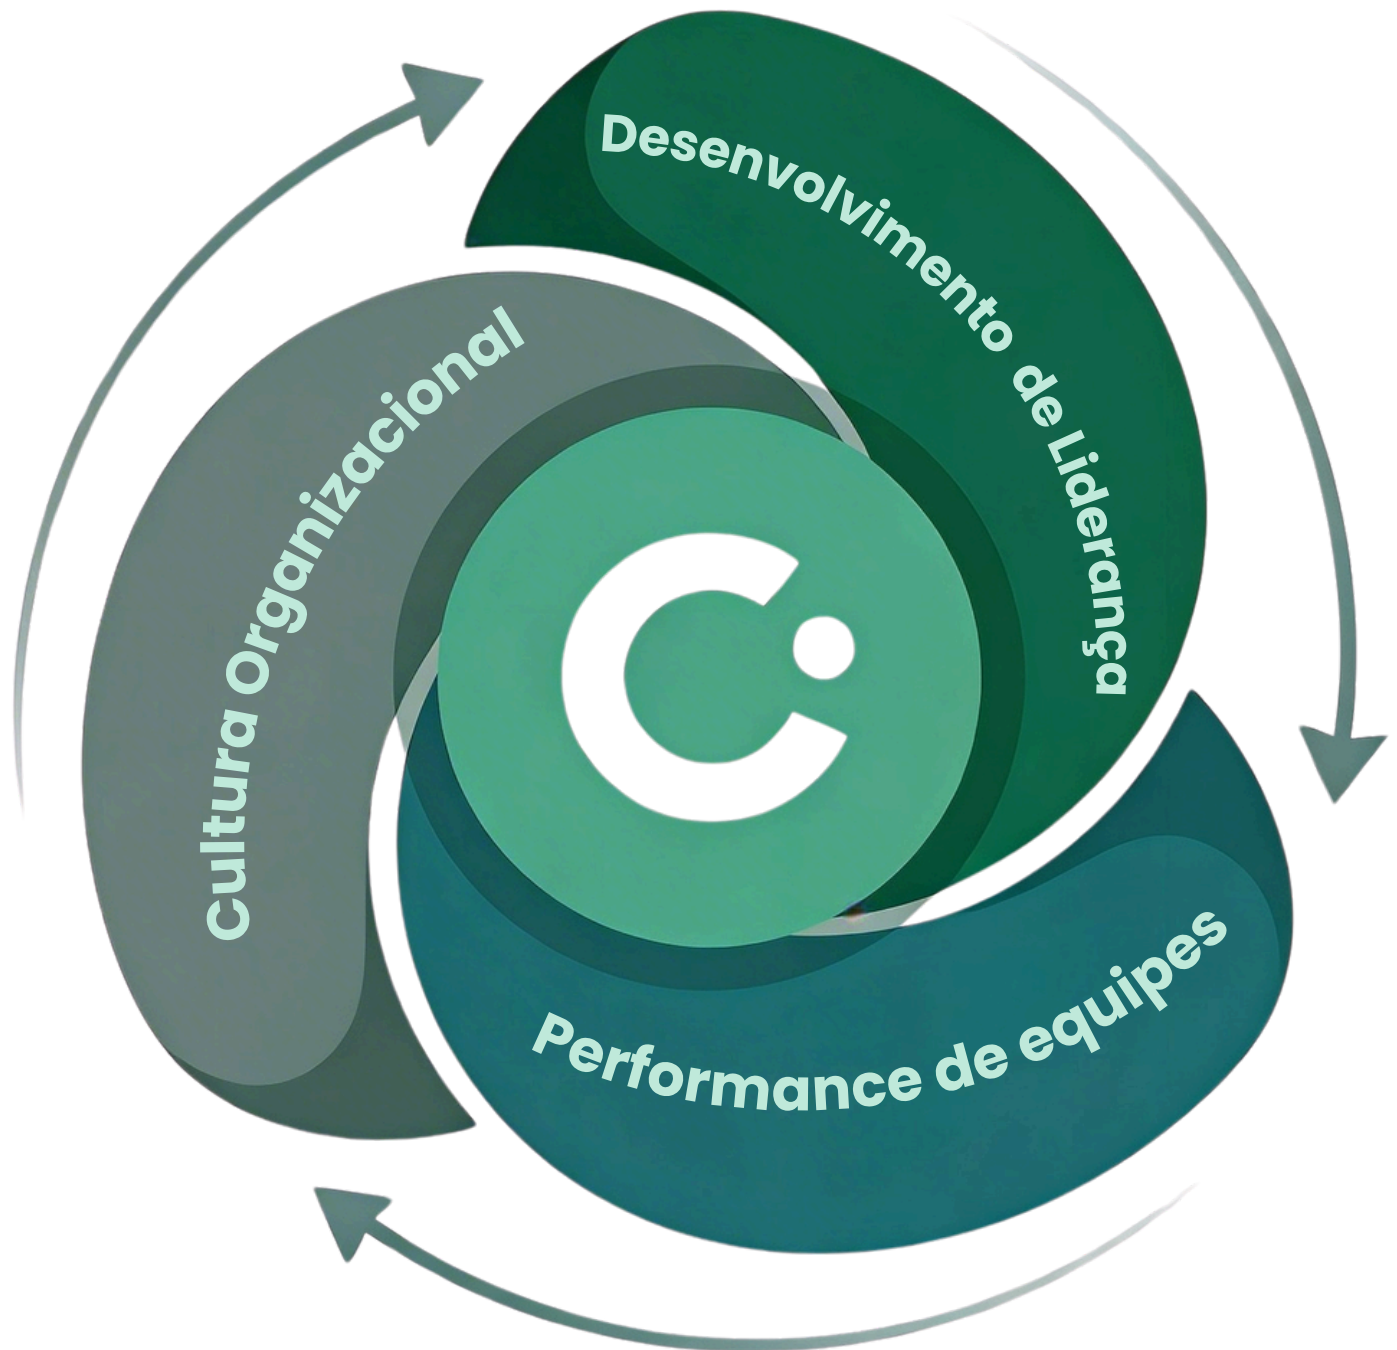 Desenvolvimento de Liderança
Cultura Organizacional
Performance de equipes